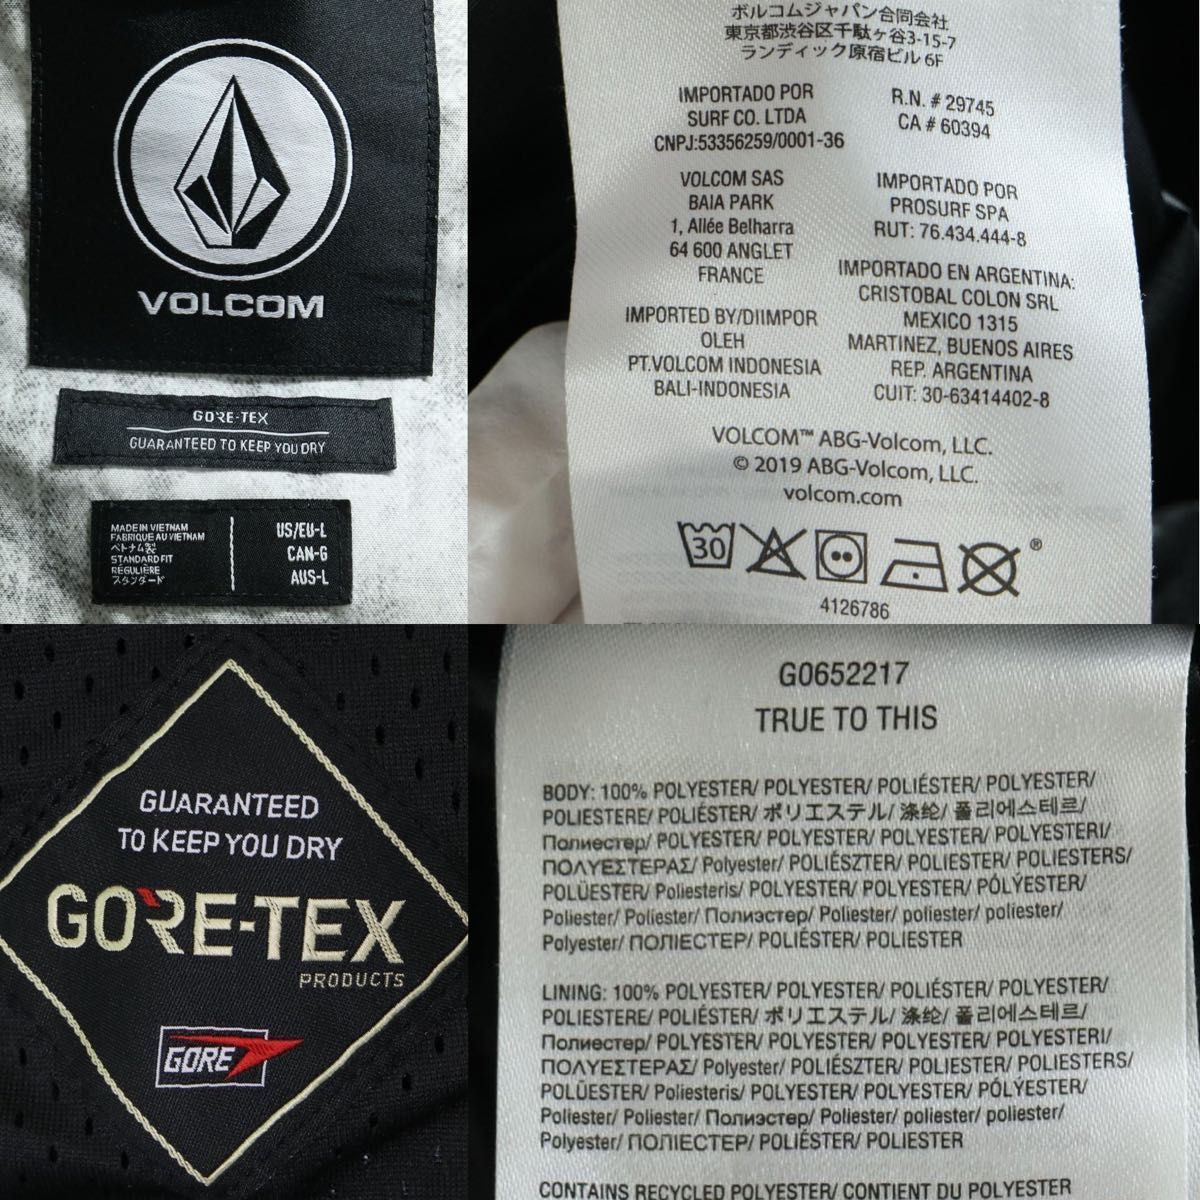 VOLCOM
GORE-TEX
GUARANTEED TO KEEP YOU DRY
MADE IN VIETNAM
FABRIQUE AU VIETNAM
ベトナム製
STANDARD FIT
RÉGULIÈRE
スタンダード
US/EU-L
CAN-G
AUS-L
ボルコムジャパン合同会社
東京都渋谷区千駄ヶ谷3-15-7
ランディック原宿ビル 6F
IMPORTADO POR
SURF CO. LTDA
CNPJ:53356259/0001-36
VOLCOM SAS
BAIA PARK
1, Allée Belharra
64 600 ANGLET
FRANCE
IMPORTED BY/DIIMPOR
OLEH
PT.VOLCOM INDONESIA
BALI-INDONESIA
R.N. # 29745
CA # 60394
IMPORTADO POR
PROSURF SPA
RUT: 76.434.444-8
IMPORTADO EN ARGENTINA:
CRISTOBAL COLON SRL
MEXICO 1315
MARTINEZ, BUENOS AIRES
REP. ARGENTINA
CUIT: 30-63414402-8
VOLCOM™ ABG-Volcom, LLC.
© 2019 ABG-Volcom, LLC.
volcom.com
30
®
4126786
GUARANTEED
TO KEEP YOU DRY
GORE-TEX
PRODUCTS
GORE
G0652217
TRUE TO THIS
BODY: 100% POLYESTER/ POLYESTER/ POLIÉSTER/ POLYESTER/
POLIESTERE/ POLIÉSTER/ ポリエステル/ 涤纶/ 폴리에스테르/
Полиестер/ POLYESTER/ POLYESTER/ POLYESTER/ POLYESTERI/
ΠΟΛΥΕΣΤΕΡΑΣ/ Polyester/ POLIÉSZTER/ POLIÉSTER/ POLIESTERS/
POLÜESTER/ Poliesteris/ POLYESTER/ POLYESTER/ PÓLÝESTER/
Poliester/ Poliester/ Полиэстер/ Poliester/ poliester/ poliester/
Polyester/ ПОЛІЕСТЕР/ POLIÉSTER/ POLIÉSTER
LINING: 100% POLYESTER/ POLYESTER/ POLIÉSTER/ POLYESTER/
POLIESTERE/ POLIÉSTER/ ポリエステル/ 涤纶/ 폴리에스테르/
Полиестер/ POLYESTER/ POLYESTER/ POLYESTER/ POLYESTERI/
ΠΟΛΥΕΣΤΕΡΑΣ/ Polyester/ POLIÉSZTER/ POLIÉSTER/ POLIESTERS/
POLÜESTER/ Poliesteris/ POLYESTER/ POLYESTER/ PÓLÝESTER/
Poliester/ Poliester/ Полиэстер/ Poliester/ poliester/ poliester/
Polyester/ ПОЛІЕСТЕР/ POLIÉSTER/ POLIÉSTER
CONTAINS RECYCLED POLYESTER/ CONTIENT DU POLYESTER